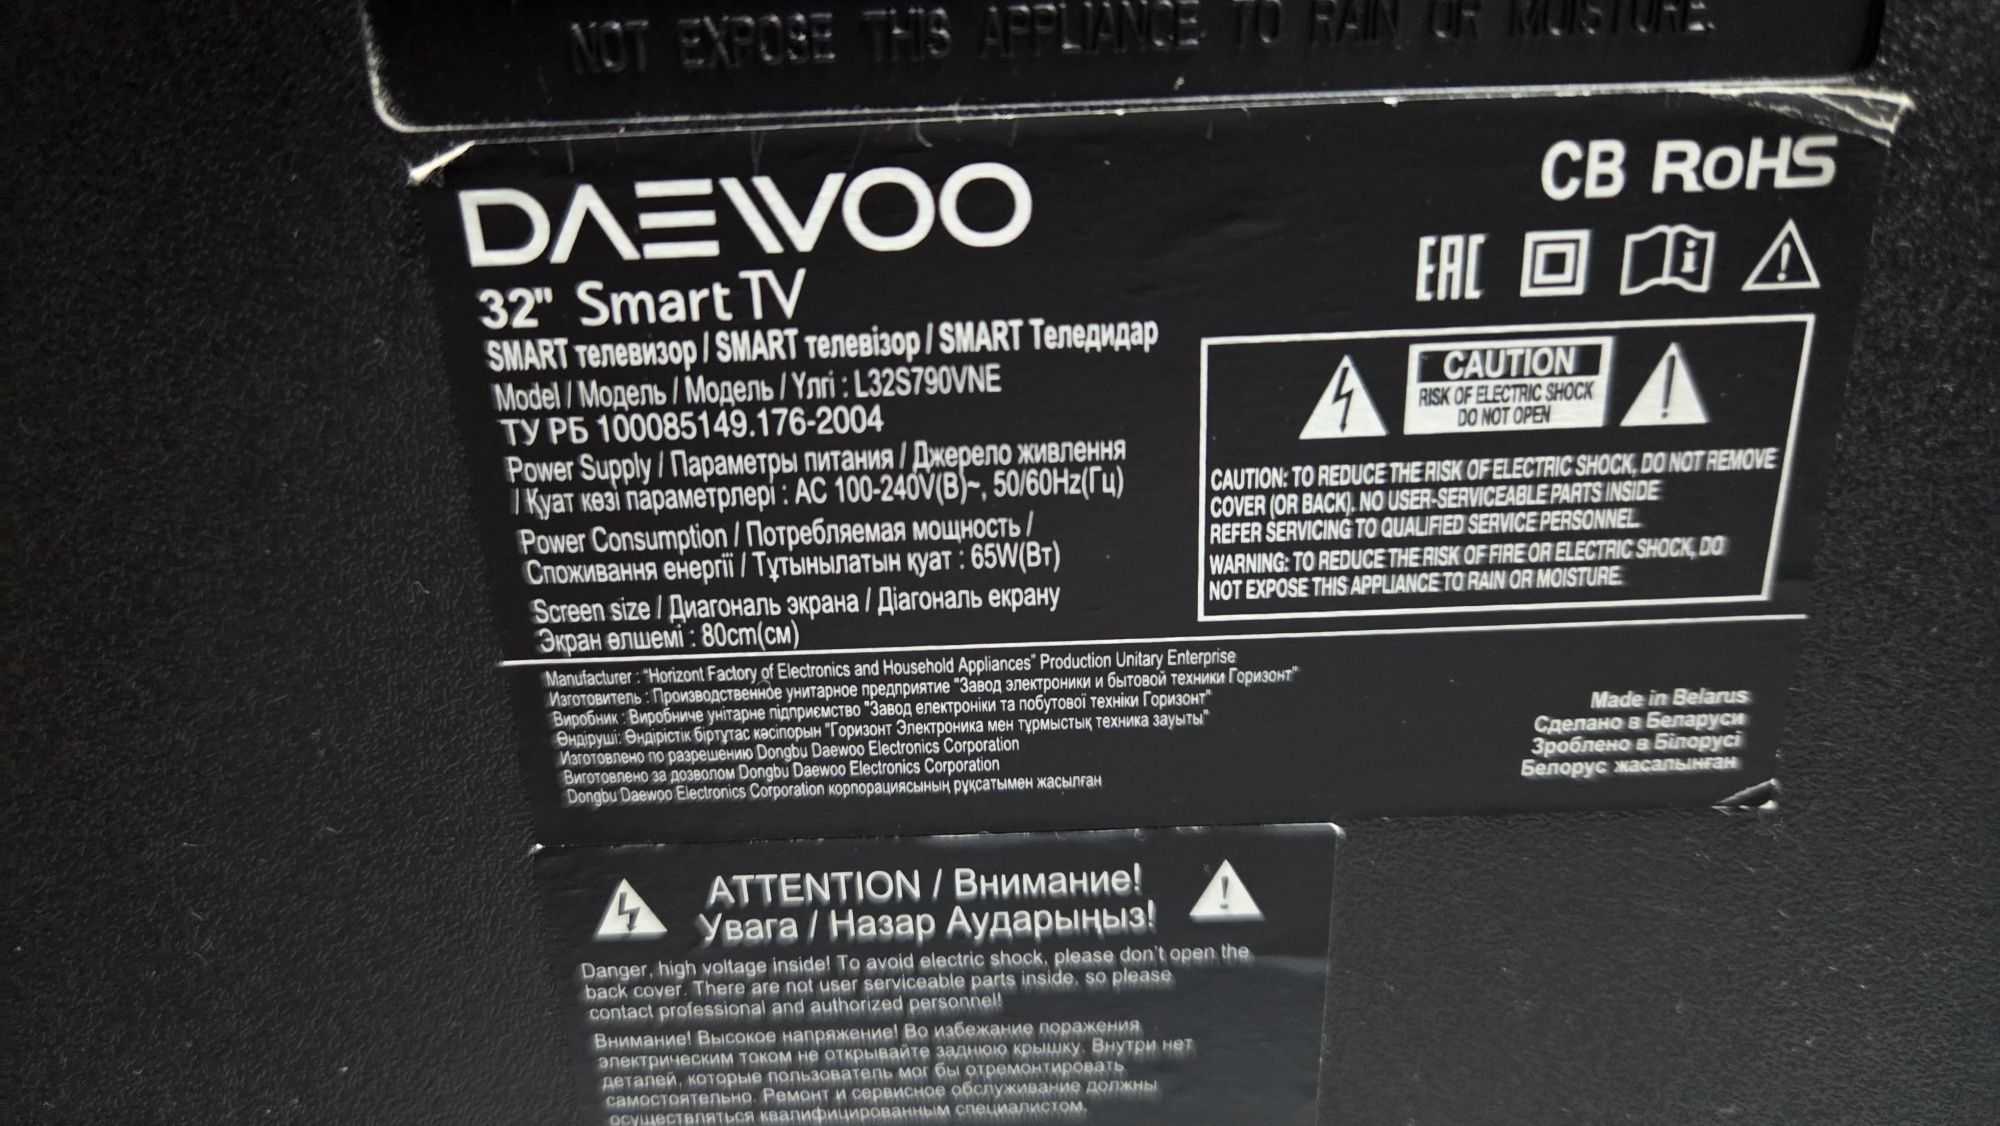 NOT EXPOSE THIS APPLIANCE TO RAIN OR MOISTURE.
DAEWOO
CB RoHS
EAC
32" Smart TV
SMART телевизор / SMART телевізор / SMART Теледидар
Model / Модель / Модель / Үлгі : L32S790VNE
ТУ РБ 100085149.176-2004
Power Supply / Параметры питания / Джерело живлення
/ Қуат көзі параметрлері : AC 100-240V(B)~, 50/60Hz(Гц)
Power Consumption / Потребляемая мощность /
Споживання енергії / Тұтынылатын қуат : 65W(Вт)
Screen size / Диагональ экрана / Діагональ екрану
Экран өлшемі : 80cm(см)
CAUTION
RISK OF ELECTRIC SHOCK
DO NOT OPEN
CAUTION: TO REDUCE THE RISK OF ELECTRIC SHOCK, DO NOT REMOVE
COVER (OR BACK). NO USER-SERVICEABLE PARTS INSIDE
REFER SERVICING TO QUALIFIED SERVICE PERSONNEL.
WARNING: TO REDUCE THE RISK OF FIRE OR ELECTRIC SHOCK, DO
NOT EXPOSE THIS APPLIANCE TO RAIN OR MOISTURE.
Manufacturer : "Horizont Factory of Electronics and Household Appliances" Production Unitary Enterprise
Изготовитель : Производственное унитарное предприятие "Завод электроники и бытовой техники Горизонт"
Виробник : Виробниче унітарне підприємство "Завод електроніки та побутової техніки Горизонт"
Өндіруші: Өндірістік біртұтас кәсіпорын "Горизонт Электроника мен тұрмыстық техника зауыты"
Изготовлено по разрешению Dongbu Daewoo Electronics Corporation
Виготовлено за дозволом Dongbu Daewoo Electronics Corporation
Dongbu Daewoo Electronics Corporation корпорациясының рұқсатымен жасылған
Made in Belarus
Сделано в Беларуси
Зроблено в Білорусі
Белорус жасалынған
ATTENTION / Внимание!
Увага / Назар Аударыңыз!
Danger, high voltage inside! To avoid electric shock, please don't open the
back cover. There are not user serviceable parts inside, so please
contact professional and authorized personnel!
Внимание! Высокое напряжение! Во избежание поражения
электрическим током не открывайте заднюю крышку. Внутри нет
деталей, которые пользователь мог бы отремонтировать
самостоятельно. Ремонт и сервисное обслуживание должны
осуществляться квалифицированным специалистом.